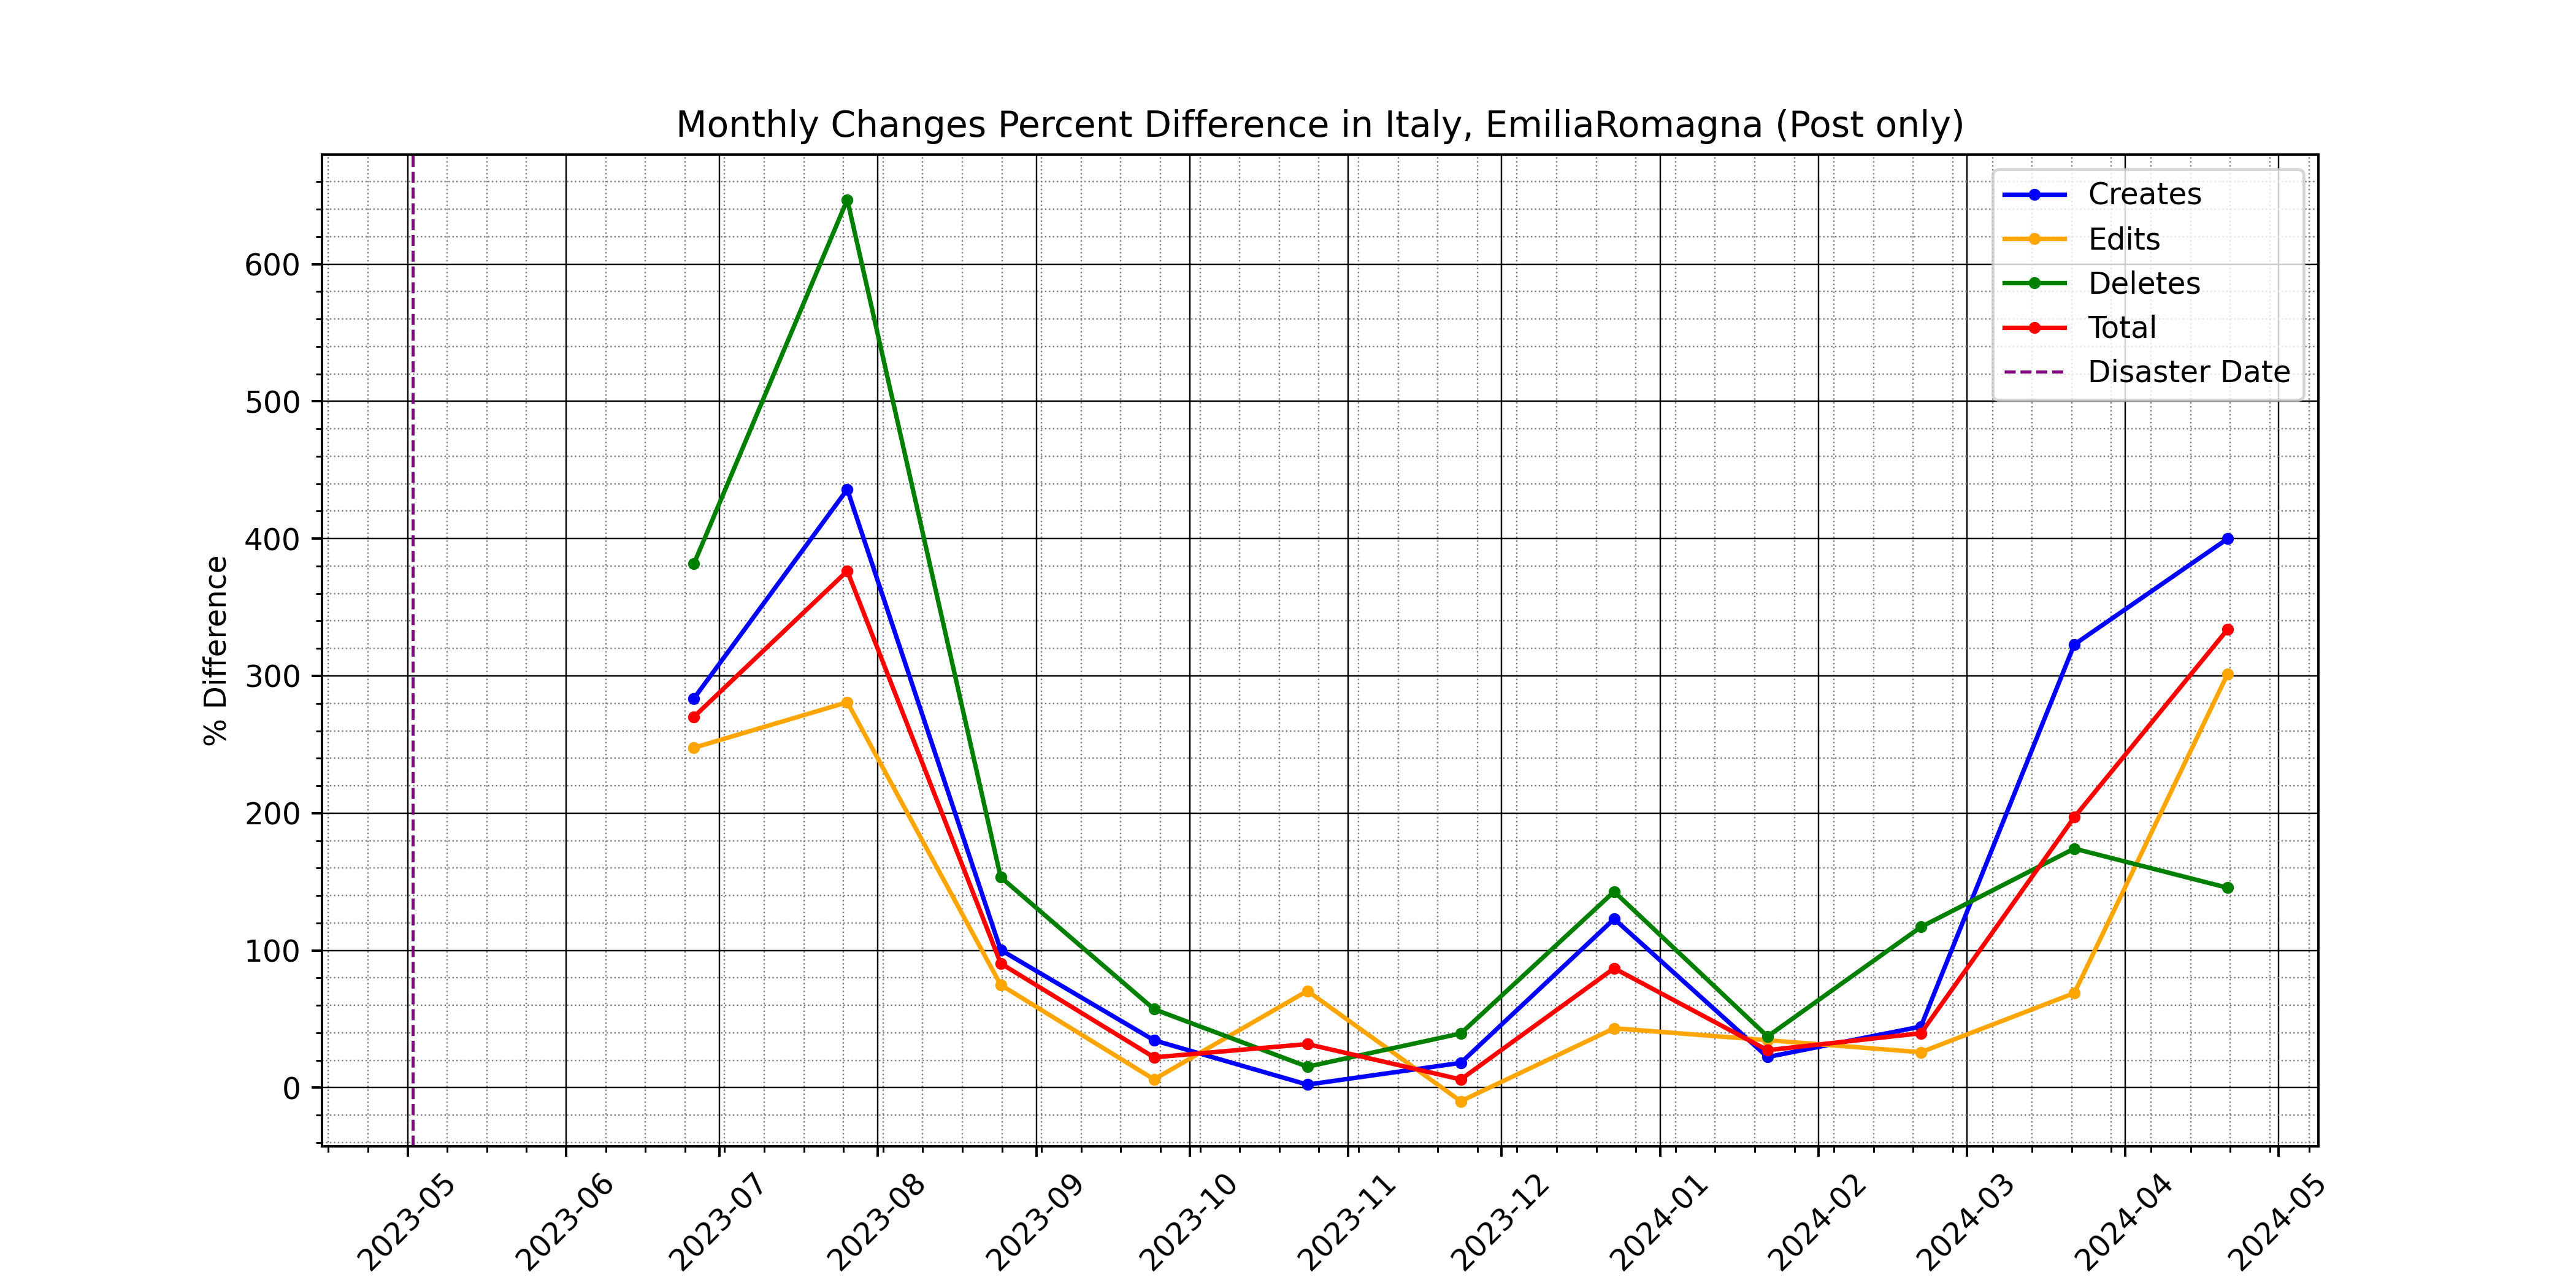 Monthly Changes Percent Difference in Italy, EmiliaRomagna (Post only)
Creates
Edits
Deletes
Total
Disaster Date
% Difference
600
500
400
300
200
100
0
2023-05
2023-06
2023-07
2023-08
2023-09
2023-10
2023-11
2023-12
2024-01
2024-02
2024-03
2024-04
2024-05